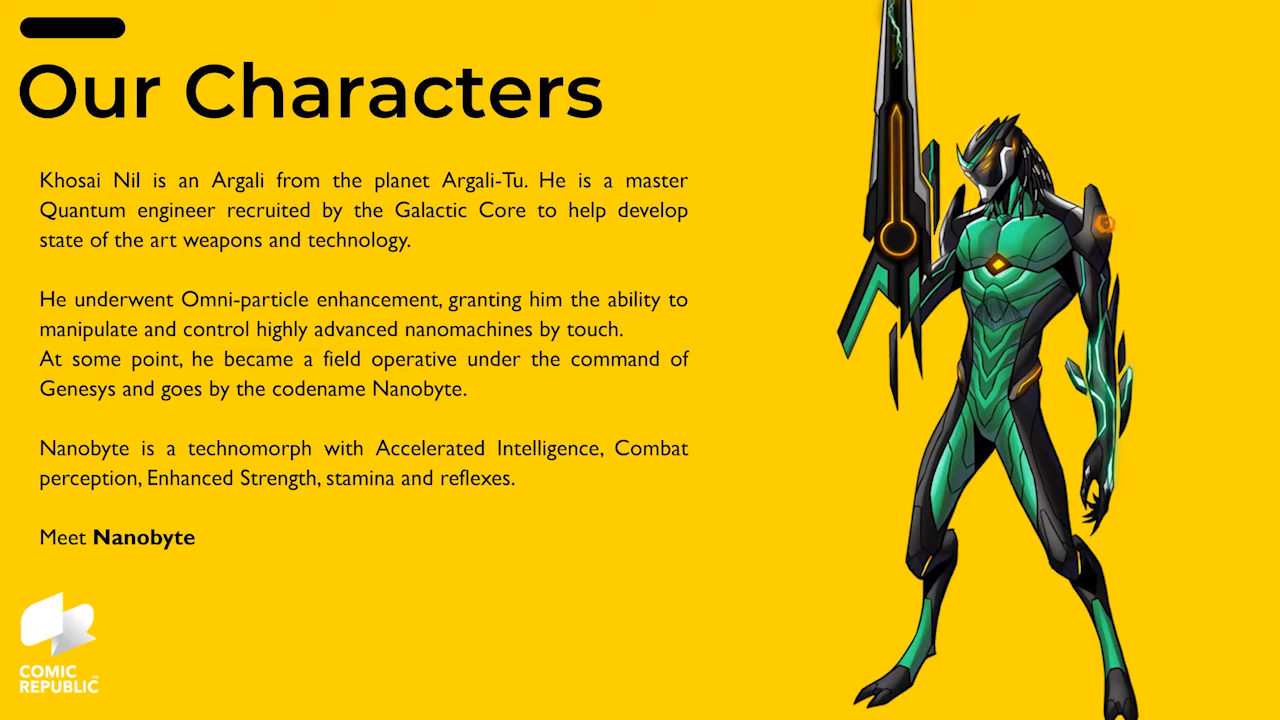 Our Characters
Khosai Nil is an Argali from the planet Argali-Tu. He is a master
Quantum engineer recruited by the Galactic Core to help develop
state of the art weapons and technology.
He underwent Omni-particle enhancement, granting him the ability to
manipulate and control highly advanced nanomachines by touch.
At some point, he became a field operative under the command of
Genesys and goes by the codename Nanobyte.
Nanobyte is a technomorph with Accelerated Intelligence, Combat
perception, Enhanced Strength, stamina and reflexes.
Meet Nanobyte
COMIC
REPUBLIC